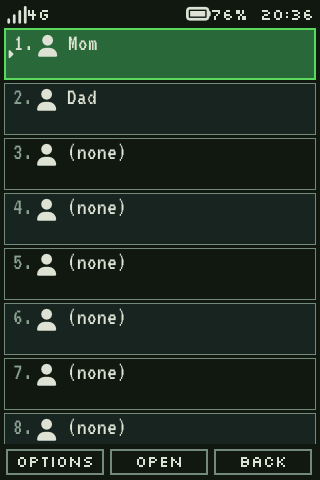 4G 76% 20:36
1. Mom
2. Dad
3. (none)
4. (none)
5. (none)
6. (none)
7. (none)
8. (none)
OPTIONS OPEN BACK